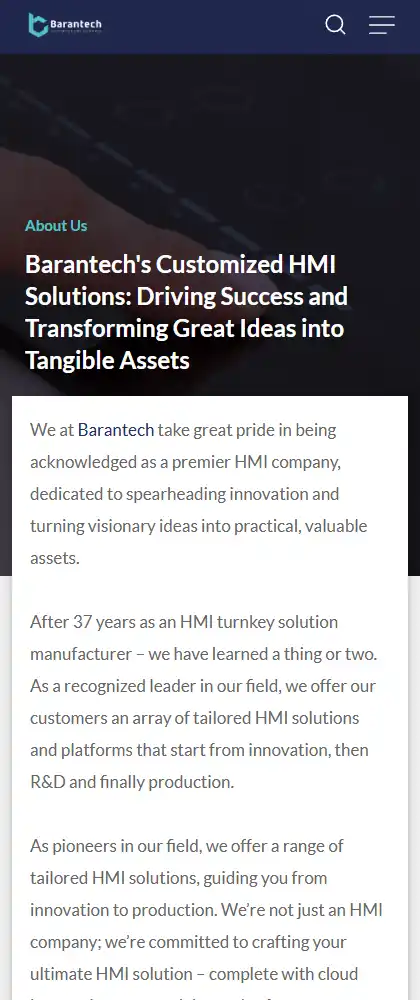 Barantech
About Us
Barantech's Customized HMI
Solutions: Driving Success and
Transforming Great Ideas into
Tangible Assets
We at Barantech take great pride in being
acknowledged as a premier HMI company,
dedicated to spearheading innovation and
turning visionary ideas into practical, valuable
assets.
After 37 years as an HMI turnkey solution
manufacturer – we have learned a thing or two.
As a recognized leader in our field, we offer our
customers an array of tailored HMI solutions
and platforms that start from innovation, then
R&D and finally production.
As pioneers in our field, we offer a range of
tailored HMI solutions, guiding you from
innovation to production. We’re not just an HMI
company; we’re committed to crafting your
ultimate HMI solution – complete with cloud